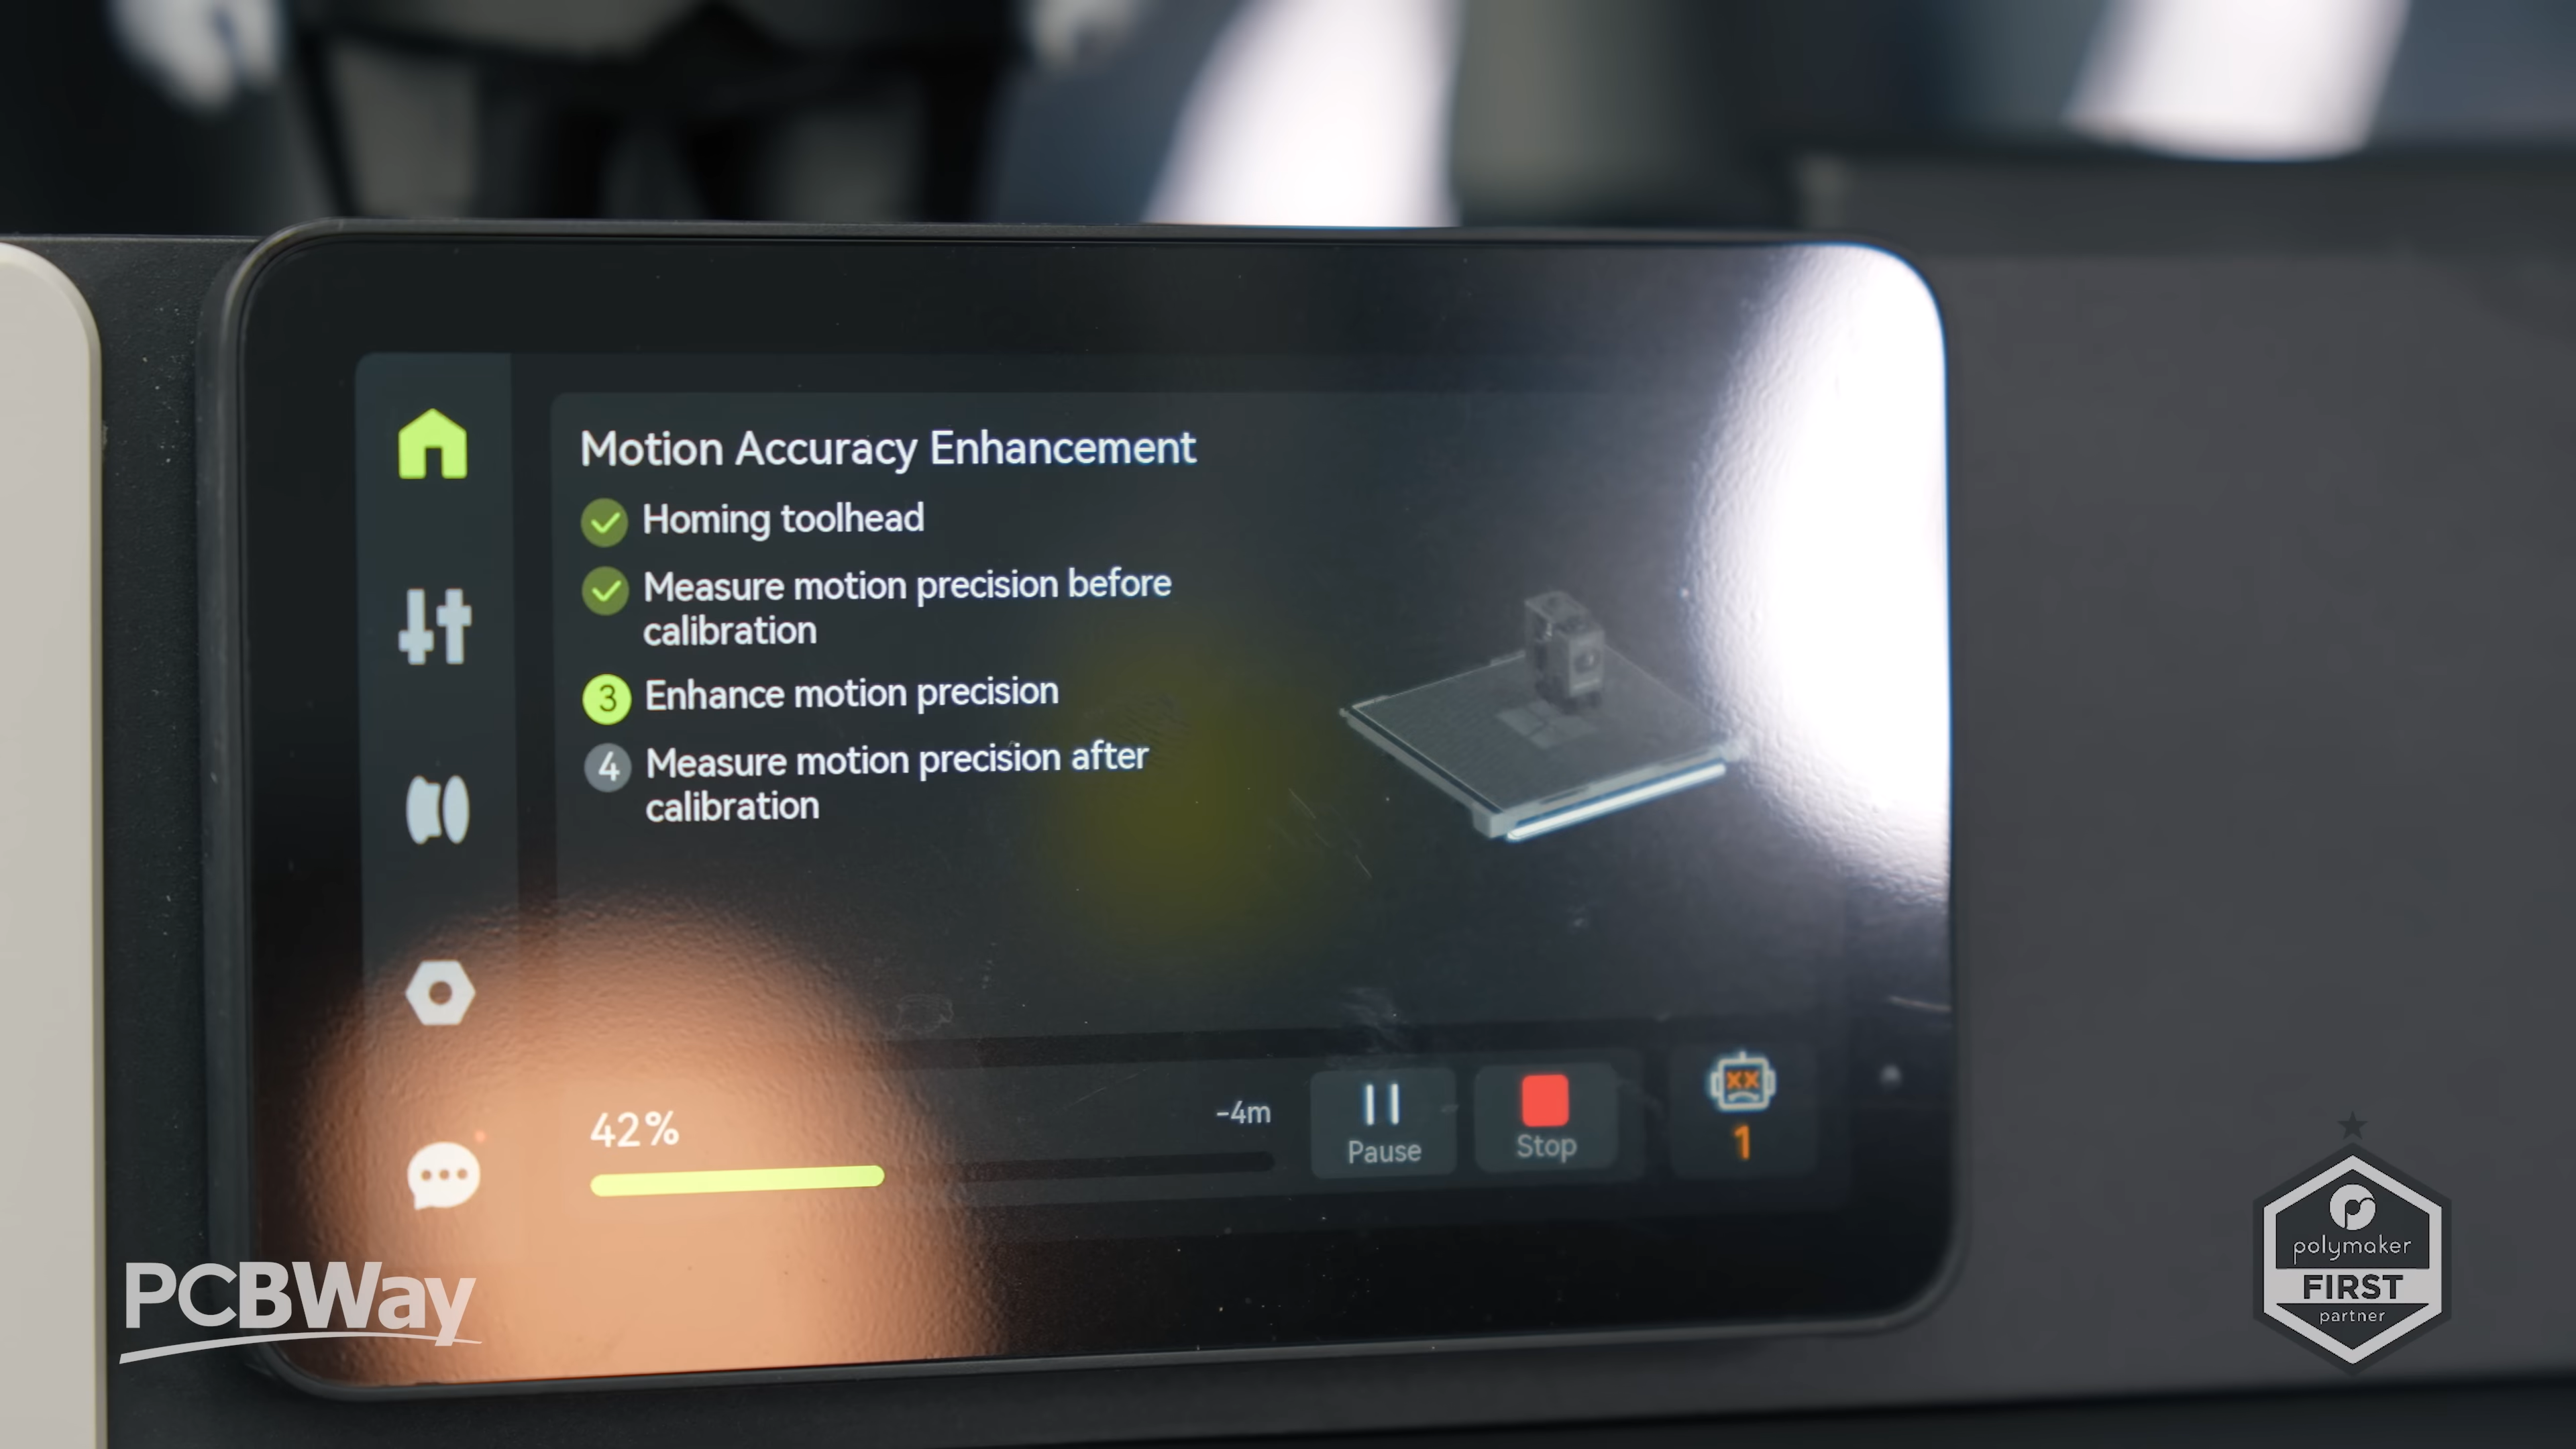 Motion Accuracy Enhancement
Homing toolhead
Measure motion precision before
calibration
3 Enhance motion precision
4 Measure motion precision after
calibration
42%
-4m
Pause
Stop
1
PCBWay
polymaker
FIRST
partner